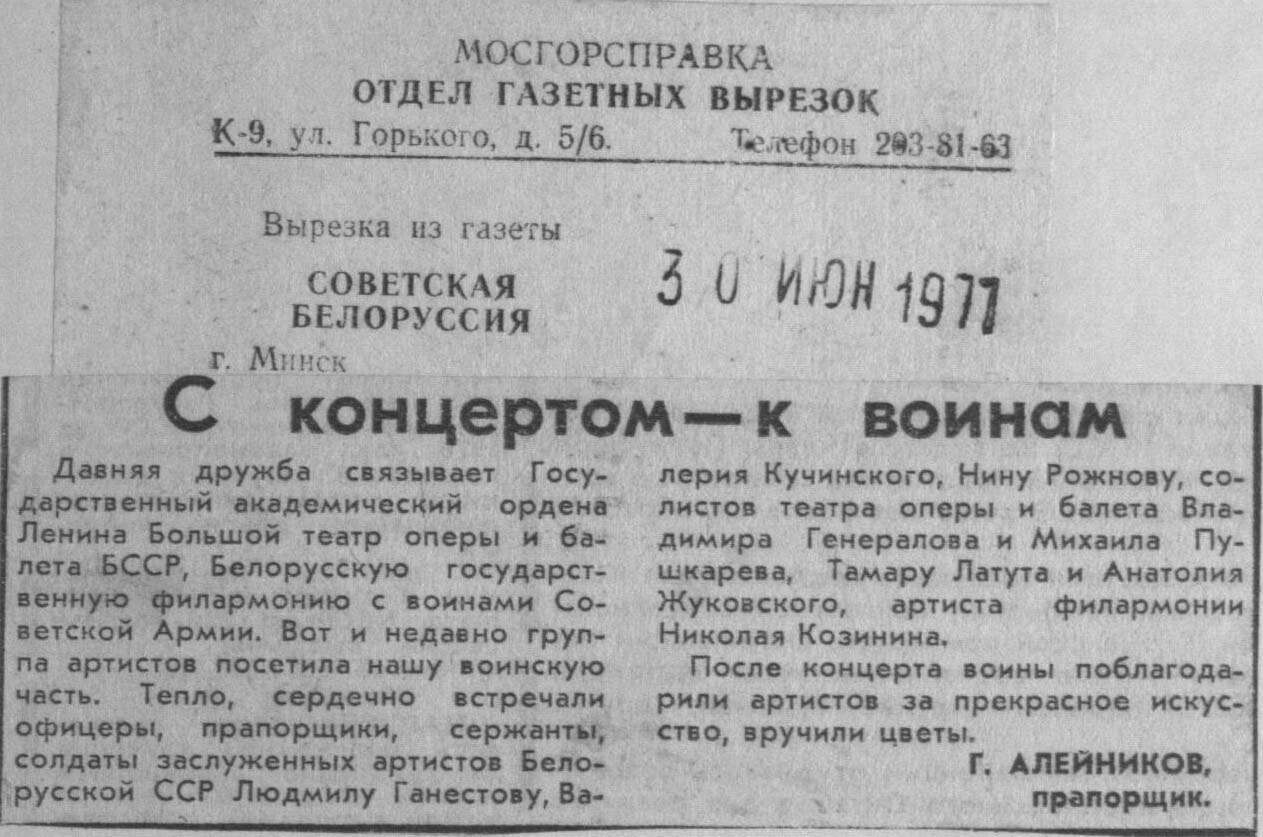 МОСГОРСПРАВКА
ОТДЕЛ ГАЗЕТНЫХ ВЫРЕЗОК
К-9, ул. Горького, д. 5/6. Телефон 203-81-63
Вырезка из газеты
СОВЕТСКАЯ
БЕЛОРУССИЯ
30 ИЮН 1977
г. Минск
С концертом — к воинам
Давняя дружба связывает Госу-
дарственный академический ордена
Ленина Большой театр оперы и ба-
лета БССР, Белорусскую государст-
венную филармонию с воинами Со-
ветской Армии. Вот и недавно груп-
па артистов посетила нашу воинскую
часть. Тепло, сердечно встречали
офицеры, прапорщики, сержанты,
солдаты заслуженных артистов Бело-
русской ССР Людмилу Ганестову, Ва-
лерия Кучинского, Нину Рожнову, со-
листов театра оперы и балета Вла-
димира Генералова и Михаила Пу-
шкарева, Тамару Латута и Анатолия
Жуковского, артиста филармонии
Николая Козинина.
После концерта воины поблагода-
рили артистов за прекрасное искус-
ство, вручили цветы.
Г. АЛЕЙНИКОВ,
прапорщик.